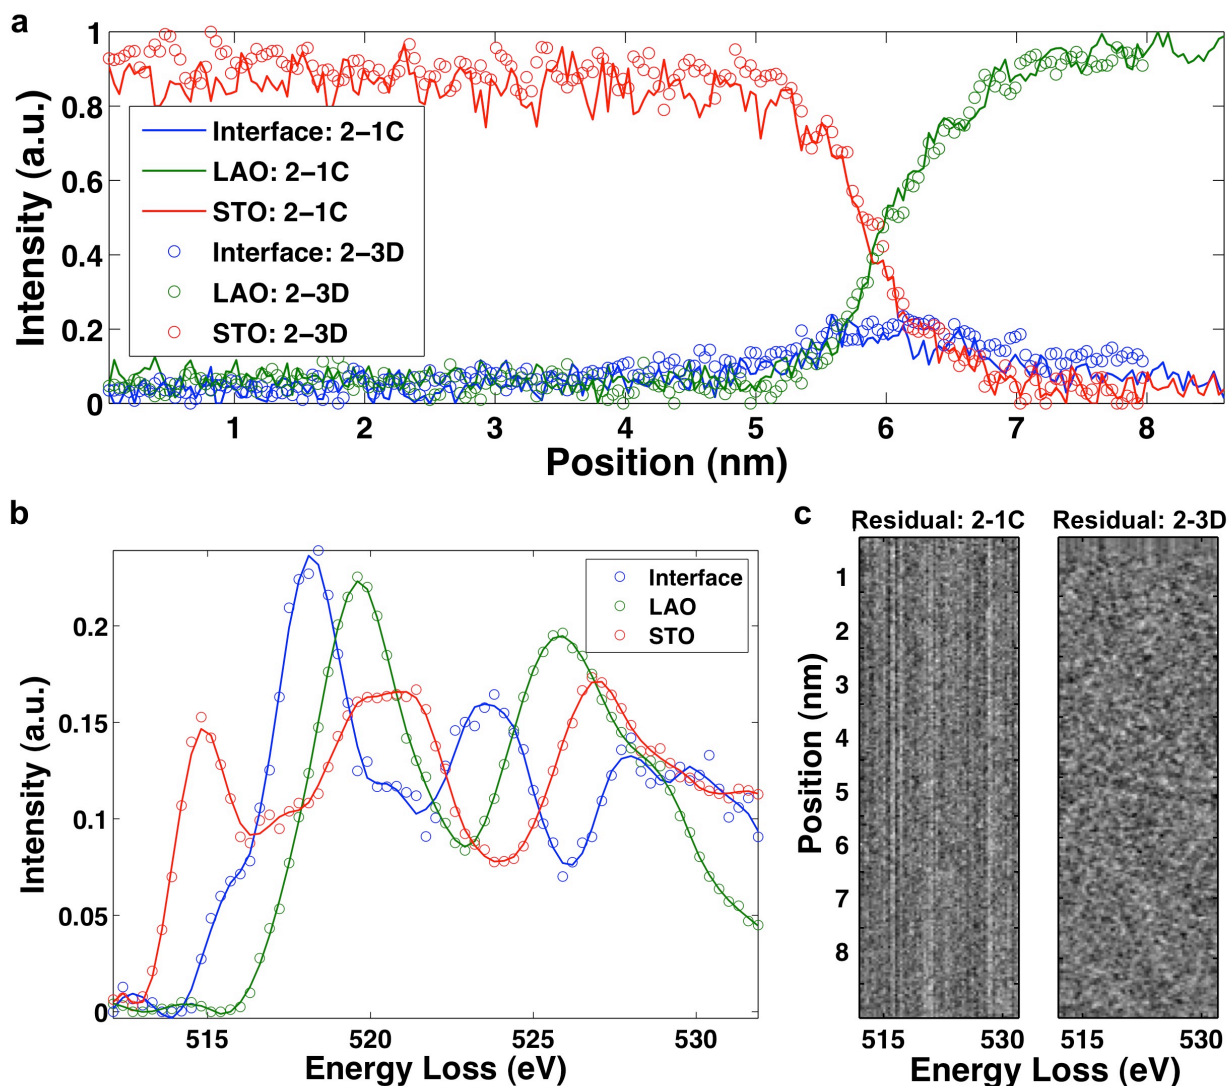 a
1
0.8
0.6
0.4
0.2
0
Intensity (a.u.)
Interface: 2–1C
LAO: 2–1C
STO: 2–1C
Interface: 2–3D
LAO: 2–3D
STO: 2–3D
1 2 3 4 5 6 7 8
Position (nm)
b
0.2
0.15
0.1
0.05
0
Intensity (a.u.)
Interface
LAO
STO
515 520 525 530
Energy Loss (eV)
c
Residual: 2-1C Residual: 2-3D
1
2
3
4
5
6
7
8
Position (nm)
515 530 515 530
Energy Loss (eV)